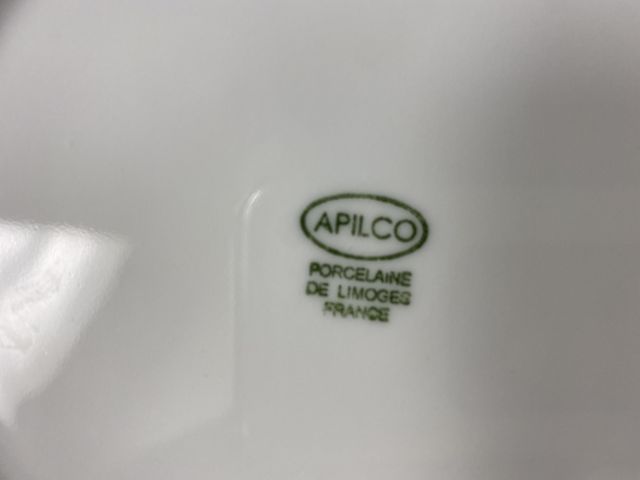 APILCO
PORCELAINE
DE LIMOGES
FRANCE